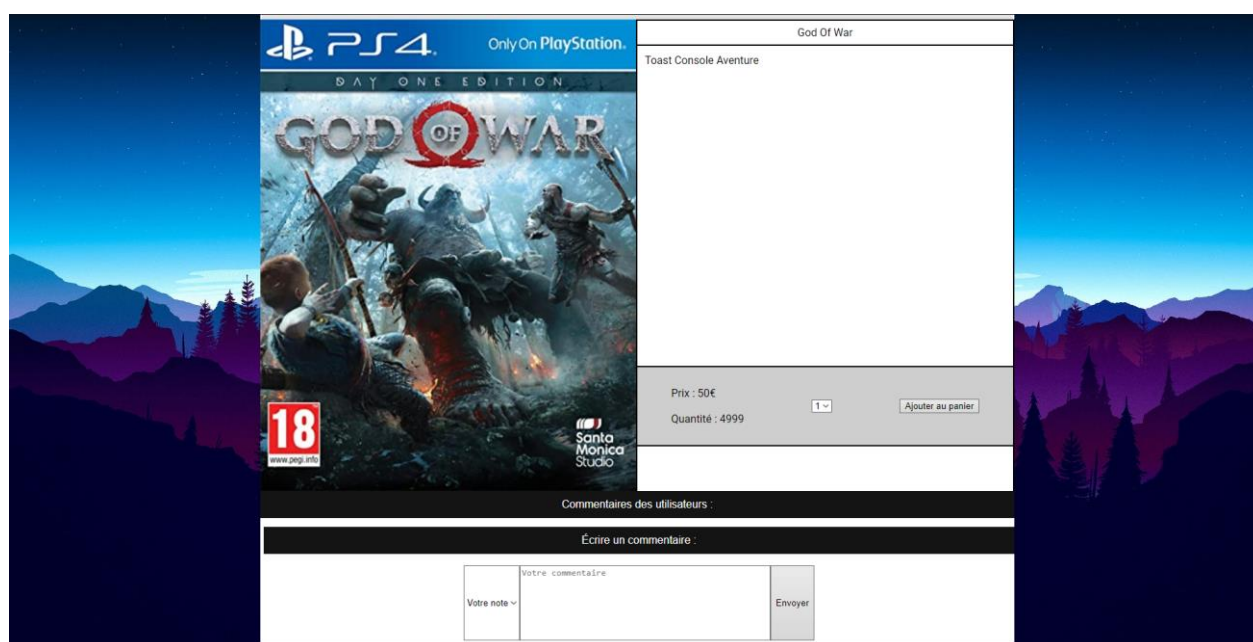 PS4
Only On PlayStation.
DAY ONE EDITION
GOD OF WAR
18
www.pegi.info
Santa
Monica
Studio
God Of War
Toast Console Aventure
Prix : 50€
Quantité : 4999
1
Ajouter au panier
Commentaires des utilisateurs :
Écrire un commentaire :
Votre note
Votre commentaire
Envoyer